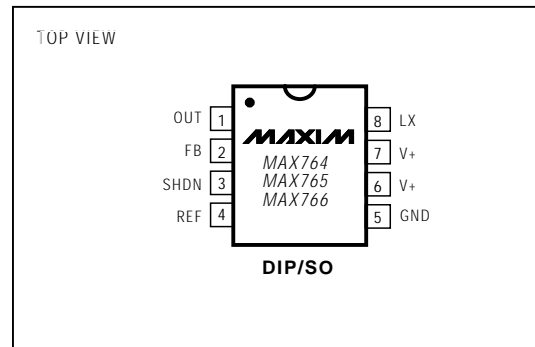 TOP VIEW
OUT 1
FB 2
SHDN 3
REF 4
MAXIM
MAX764
MAX765
MAX766
8 LX
7 V+
6 V+
5 GND
DIP/SO